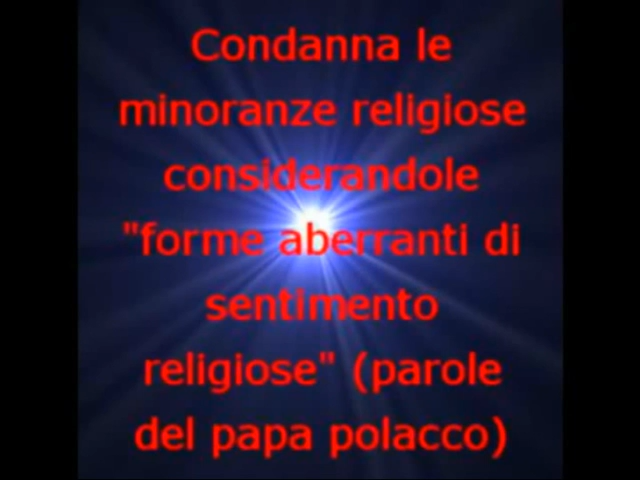 Condanna le
minoranze religiose
considerandole
"forme aberranti di
sentimento
religiose" (parole
del papa polacco)